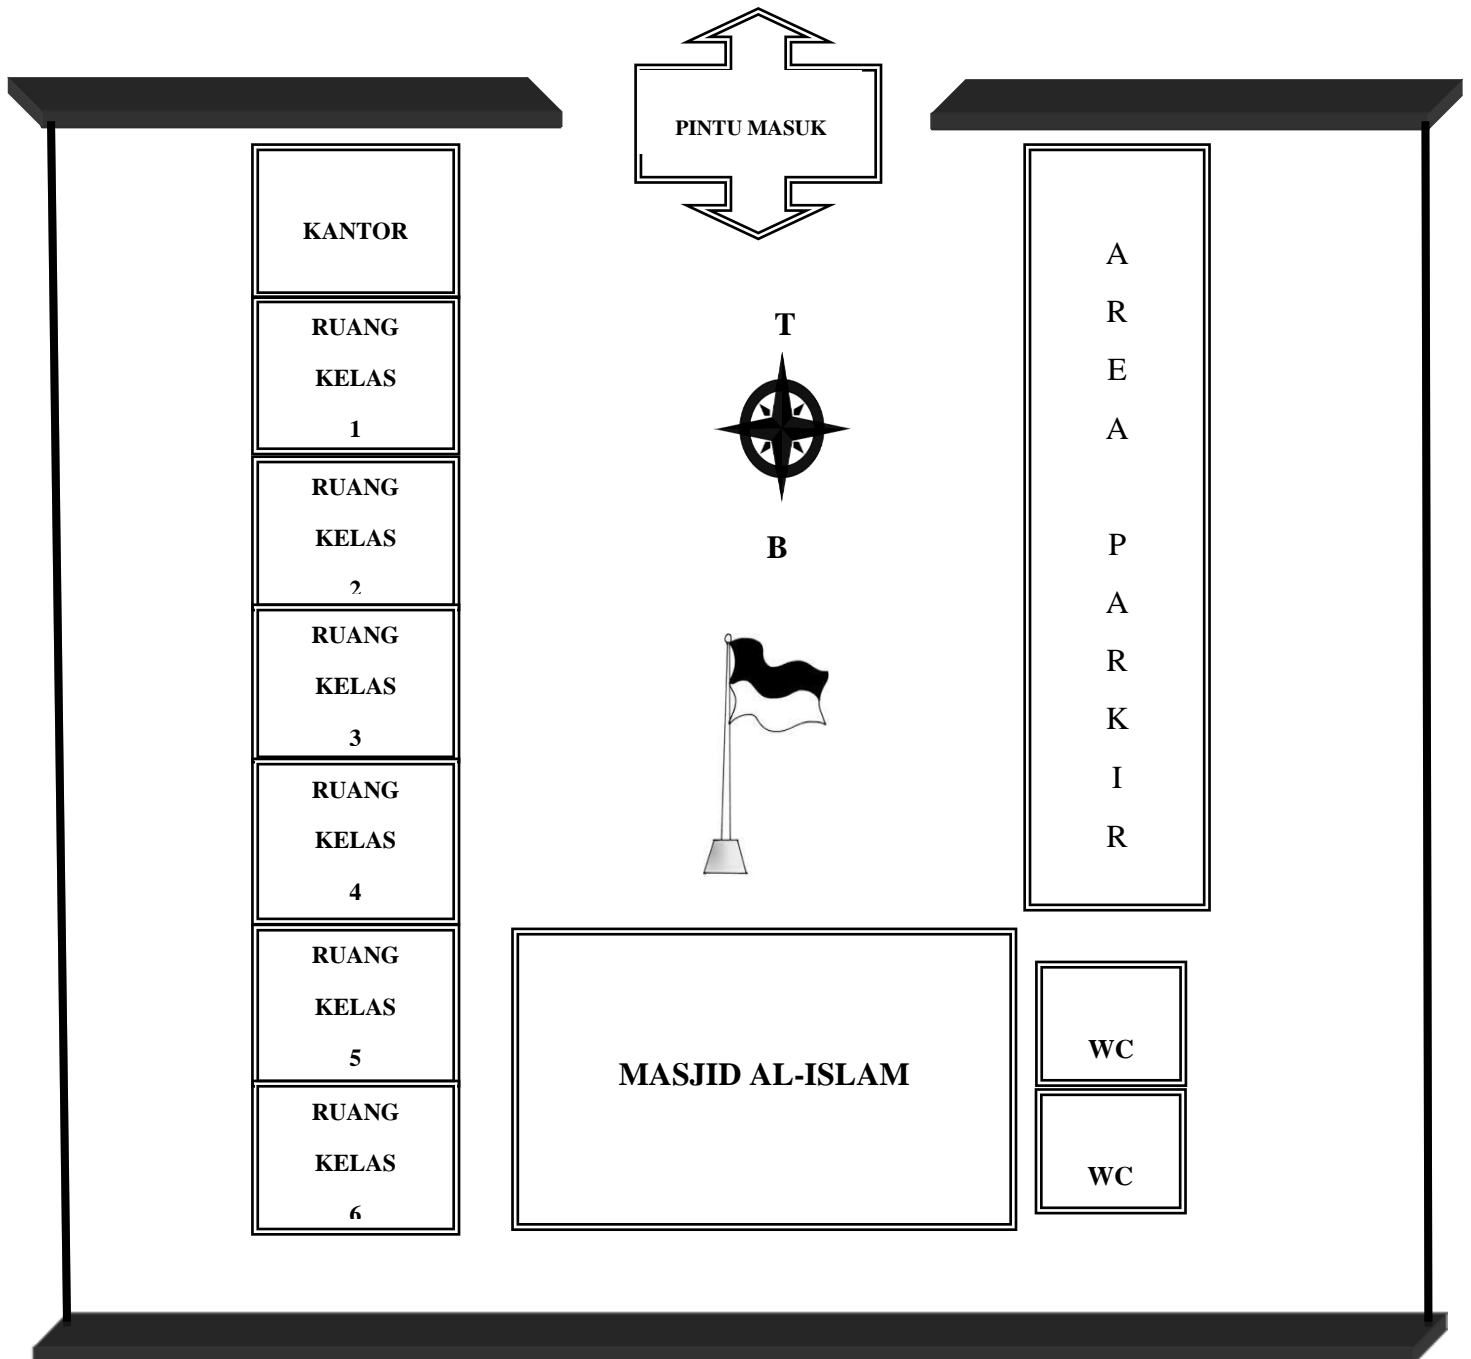 PINTU MASUK
KANTOR
RUANG
KELAS
1
RUANG
KELAS
2
RUANG
KELAS
3
RUANG
KELAS
4
RUANG
KELAS
5
RUANG
KELAS
6
T
B
MASJID AL-ISLAM
A
R
E
A
P
A
R
K
I
R
WC
WC